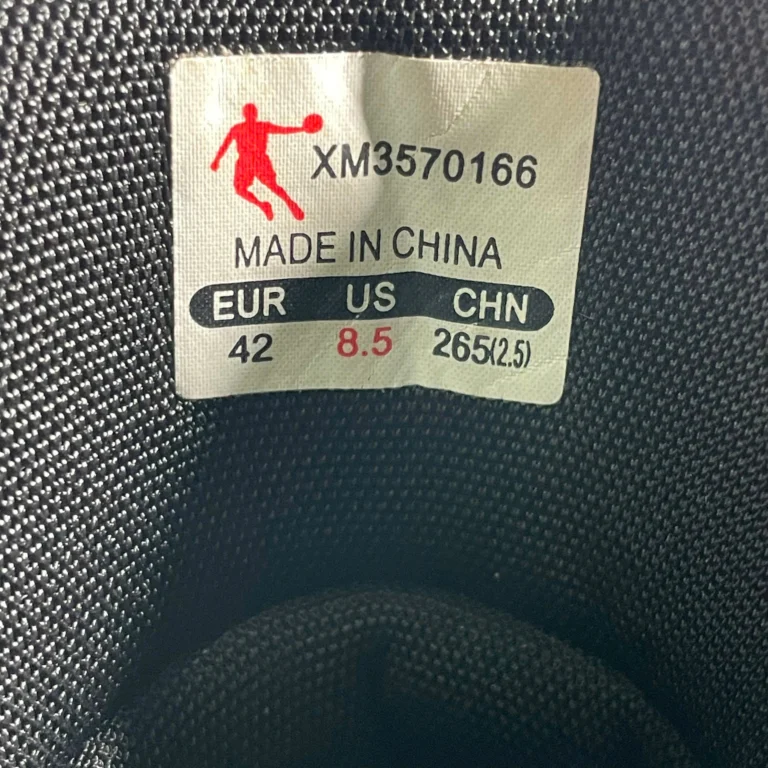 XM3570166
MADE IN CHINA
EUR US CHN
42 8.5 265(2.5)